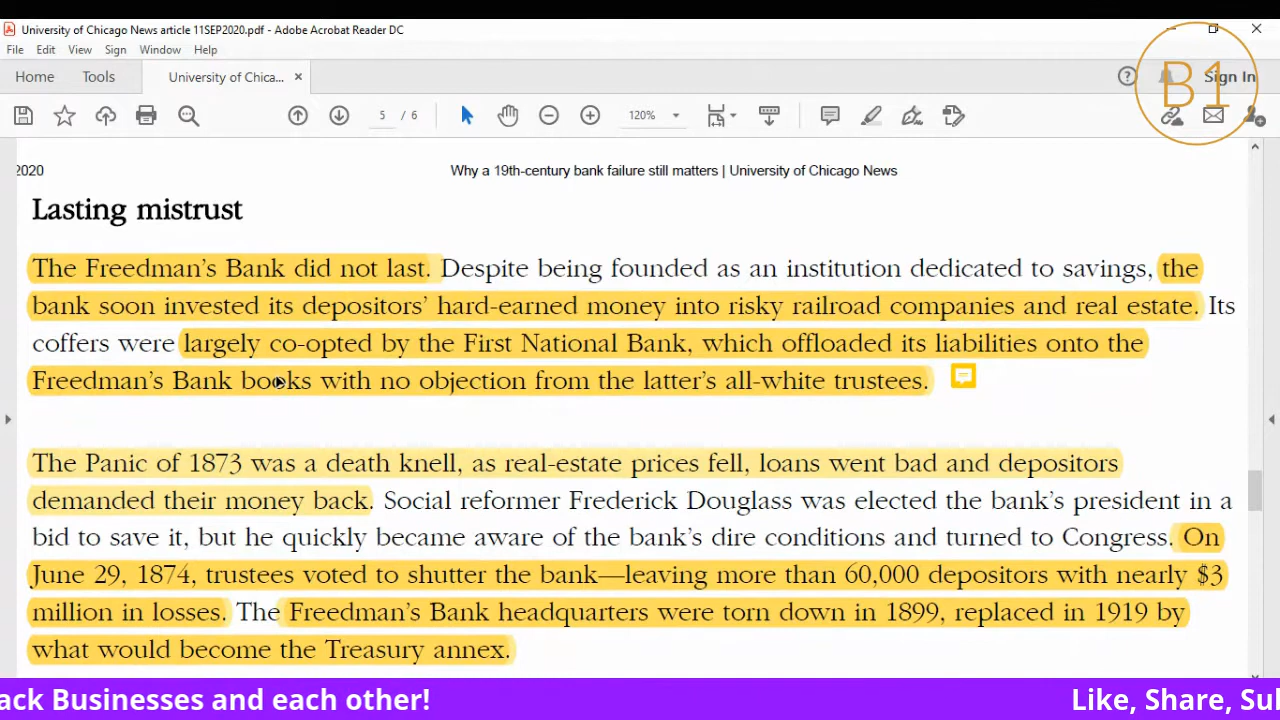 University of Chicago News article 11SEP2020.pdf - Adobe Acrobat Reader DC
File Edit View Sign Window Help
Home Tools University of Chica... ×
5 / 6 120% Sign In
B1
2020 Why a 19th-century bank failure still matters | University of Chicago News
Lasting mistrust
The Freedman's Bank did not last. Despite being founded as an institution dedicated to savings, the
bank soon invested its depositors' hard-earned money into risky railroad companies and real estate. Its
coffers were largely co-opted by the First National Bank, which offloaded its liabilities onto the
Freedman's Bank books with no objection from the latter's all-white trustees.
The Panic of 1873 was a death knell, as real-estate prices fell, loans went bad and depositors
demanded their money back. Social reformer Frederick Douglass was elected the bank's president in a
bid to save it, but he quickly became aware of the bank's dire conditions and turned to Congress. On
June 29, 1874, trustees voted to shutter the bank—leaving more than 60,000 depositors with nearly $3
million in losses. The Freedman's Bank headquarters were torn down in 1899, replaced in 1919 by
what would become the Treasury annex.
ack Businesses and each other! Like, Share, Sul